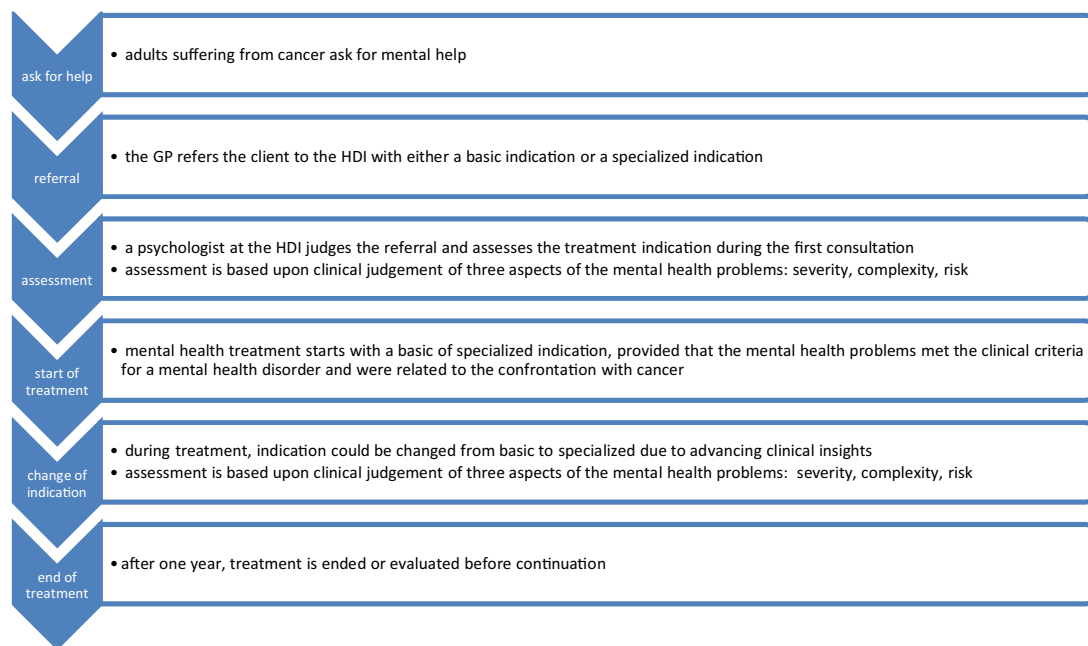 ask for help
• adults suffering from cancer ask for mental help
referral
• the GP refers the client to the HDI with either a basic indication or a specialized indication
assessment
• a psychologist at the HDI judges the referral and assesses the treatment indication during the first consultation
• assessment is based upon clinical judgement of three aspects of the mental health problems: severity, complexity, risk
start of
treatment
• mental health treatment starts with a basic of specialized indication, provided that the mental health problems met the clinical criteria
for a mental health disorder and were related to the confrontation with cancer
change of
indication
• during treatment, indication could be changed from basic to specialized due to advancing clinical insights
• assessment is based upon clinical judgement of three aspects of the mental health problems: severity, complexity, risk
end of
treatment
• after one year, treatment is ended or evaluated before continuation